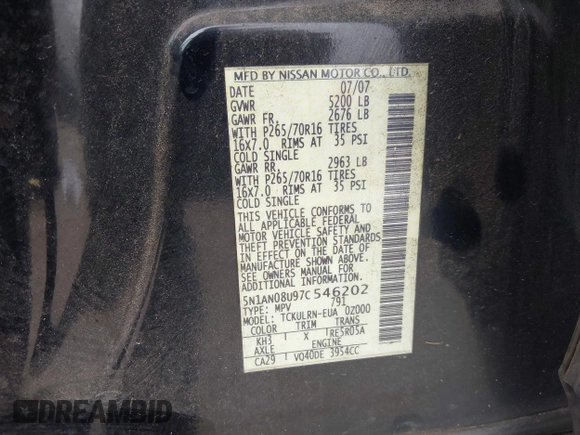 MFD BY NISSAN MOTOR CO., LTD.
DATE 07/07
GVWR 5200 LB
GAWR FR, 2676 LB
WITH P265/70R16 TIRES
16X7.0 RIMS AT 35 PSI
COLD SINGLE
GAWR RR, 2963 LB
WITH P265/70R16 TIRES
16X7.0 RIMS AT 35 PSI
COLD SINGLE
THIS VEHICLE CONFORMS TO
ALL APPLICABLE FEDERAL
MOTOR VEHICLE SAFETY AND
THEFT PREVENTION STANDARDS
IN EFFECT ON THE DATE OF
MANUFACTURE SHOWN ABOVE.
SEE OWNERS MANUAL FOR
ADDITIONAL INFORMATION.
5N1AN08U97C546202
TYPE: MPV /91
MODEL: TCKULRN-EUA 0Z000
COLOR TRIM TRANS
KH3 X RE5R05A
AXLE ENGINE
CA29 VQ40DE 3954CC
DREAMBID